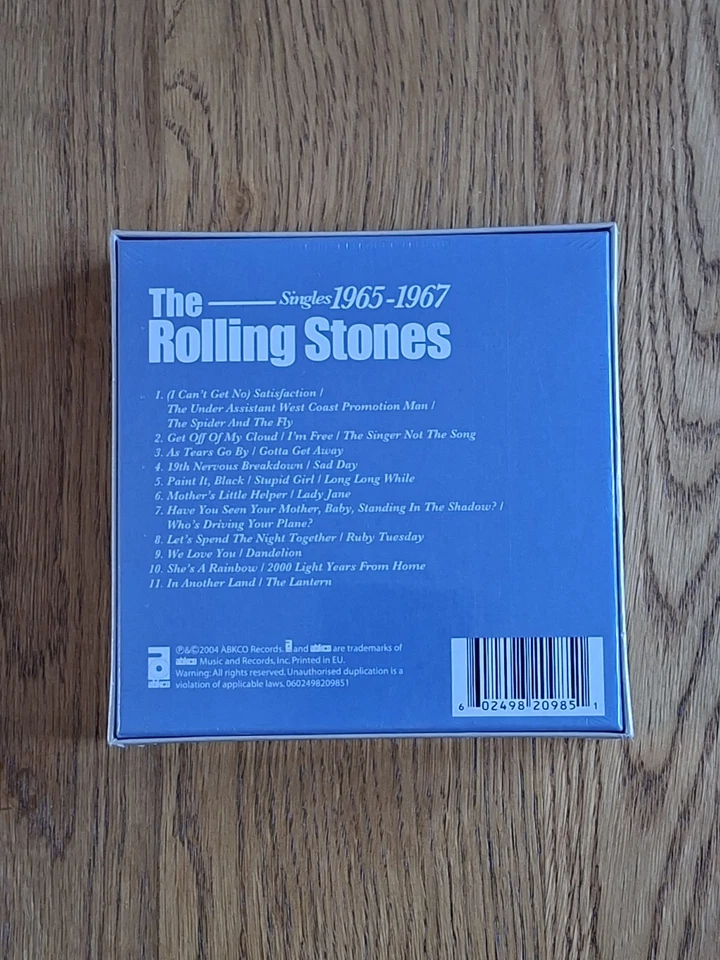 The Singles 1965-1967
Rolling Stones
1. (I Can't Get No) Satisfaction /
The Under Assistant West Coast Promotion Man /
The Spider And The Fly
2. Get Off Of My Cloud / I'm Free / The Singer Not The Song
3. As Tears Go By / Gotta Get Away
4. 19th Nervous Breakdown / Sad Day
5. Paint It, Black / Stupid Girl / Long Long While
6. Mother's Little Helper / Lady Jane
7. Have You Seen Your Mother, Baby, Standing In The Shadow? /
Who's Driving Your Plane?
8. Let's Spend The Night Together / Ruby Tuesday
9. We Love You / Dandelion
10. She's A Rainbow / 2000 Light Years From Home
11. In Another Land / The Lantern
℗&©2004 ABKCO Records. a and abkco are trademarks of
abkco Music and Records, Inc. Printed in EU.
Warning: All rights reserved. Unauthorised duplication is a
violation of applicable laws. 0602498209851
a
abkco
6 02498 20985 1